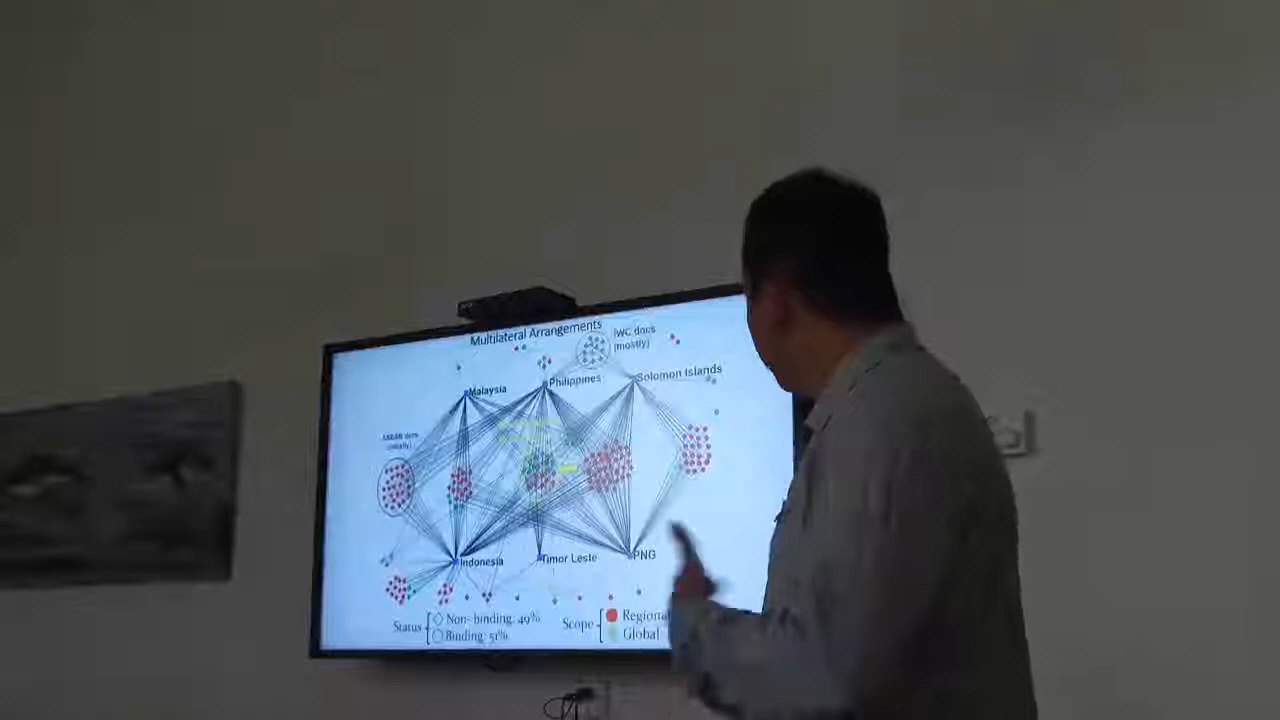 Multilateral Arrangements
IWC docs
(mostly)
Malaysia
Philippines
Solomon Islands
ASEAN docs
(mostly)
Indonesia
Timor Leste
PNG
Status
Non- binding: 49%
Binding: 51%
Scope
Regional
Global